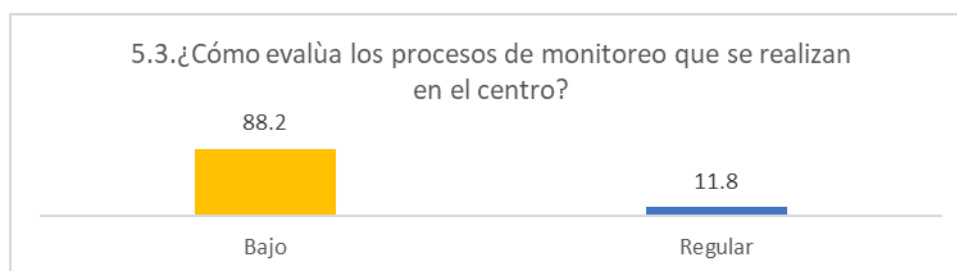 5.3.¿Cómo evalùa los procesos de monitoreo que se realizan
en el centro?
88.2
11.8
Bajo
Regular